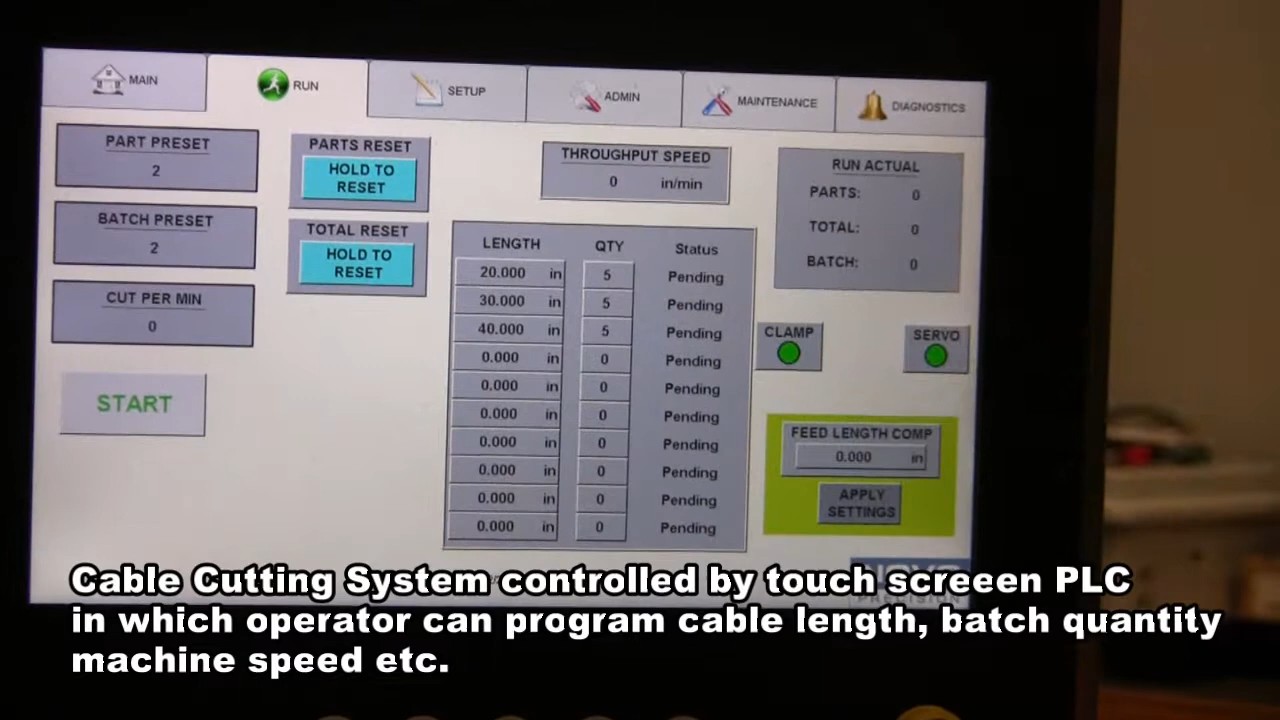 MAIN
RUN
SETUP
ADMIN
MAINTENANCE
DIAGNOSTICS
PART PRESET
2
BATCH PRESET
2
CUT PER MIN
0
START
PARTS RESET
HOLD TO
RESET
TOTAL RESET
HOLD TO
RESET
THROUGHPUT SPEED
0 in/min
LENGTH QTY Status
20.000 in 5 Pending
30.000 in 5 Pending
40.000 in 5 Pending
0.000 in 0 Pending
0.000 in 0 Pending
0.000 in 0 Pending
0.000 in 0 Pending
0.000 in 0 Pending
0.000 in 0 Pending
0.000 in 0 Pending
RUN ACTUAL
PARTS: 0
TOTAL: 0
BATCH: 0
CLAMP
SERVO
FEED LENGTH COMP
0.000 in
APPLY
SETTINGS
NOVO
PRECISION
Cable Cutting System controlled by touch screeen PLC
in which operator can program cable length, batch quantity
machine speed etc.